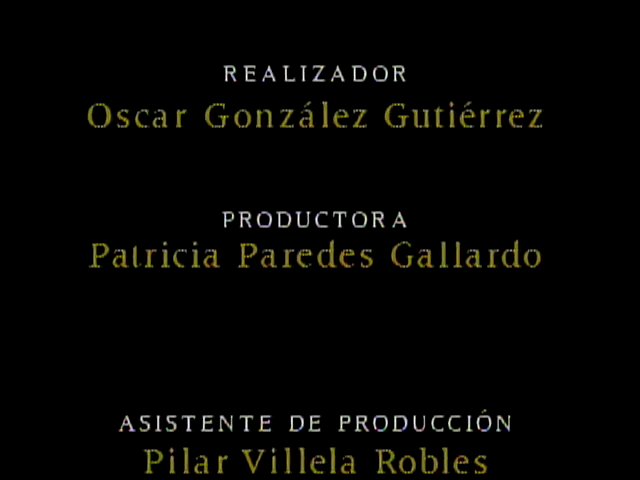 REALIZADOR
Oscar González Gutiérrez
PRODUCTORA
Patricia Paredes Gallardo
ASISTENTE DE PRODUCCIÓN
Pilar Villela Robles